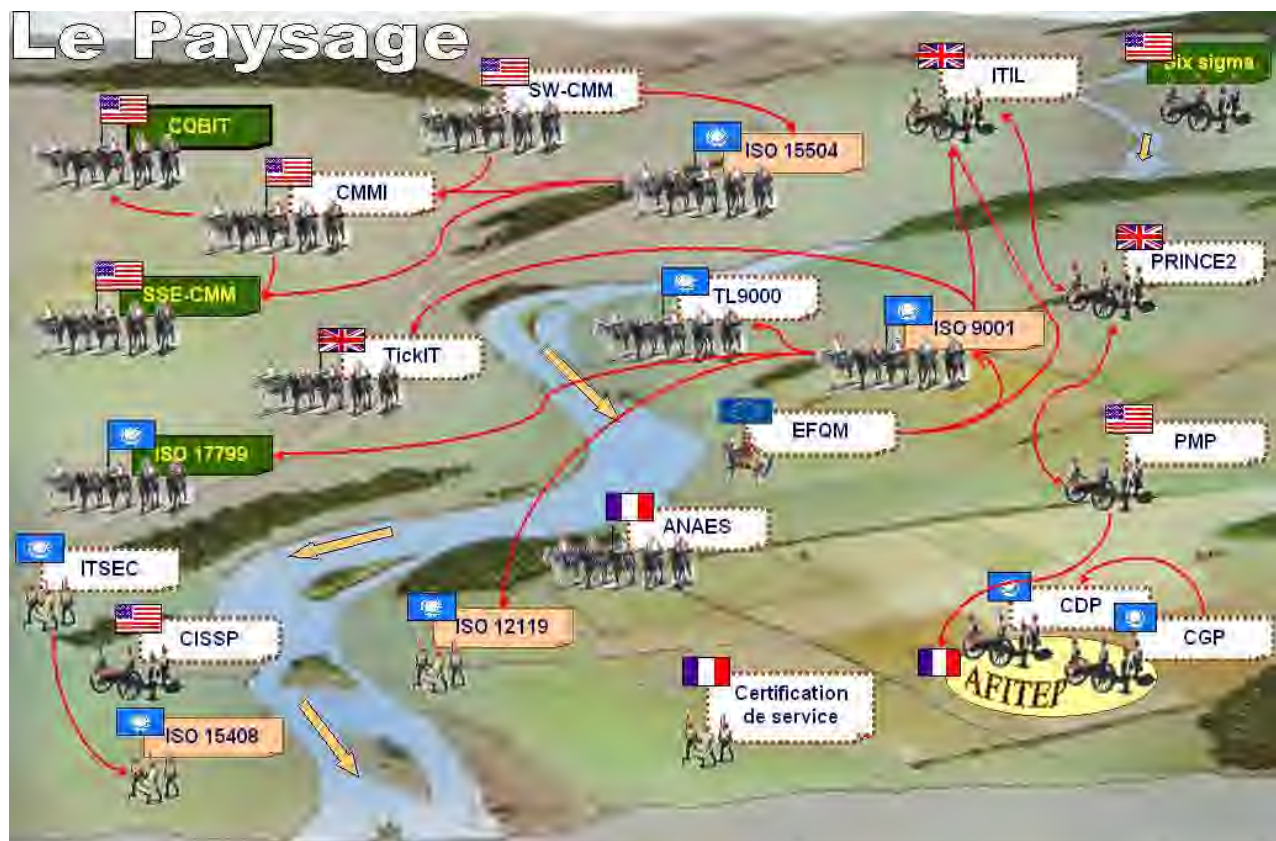 Le Paysage
SW-CMM
ITIL
Six sigma
COBIT
ISO 15504
CMMI
PRINCE2
SSE-CMM
TL9000
ISO 9001
TickIT
EFQM
PMP
ISO 17799
ANAES
ITSEC
CDP
ISO 12119
CGP
CISSP
AFITEP
Certification
de service
ISO 15408